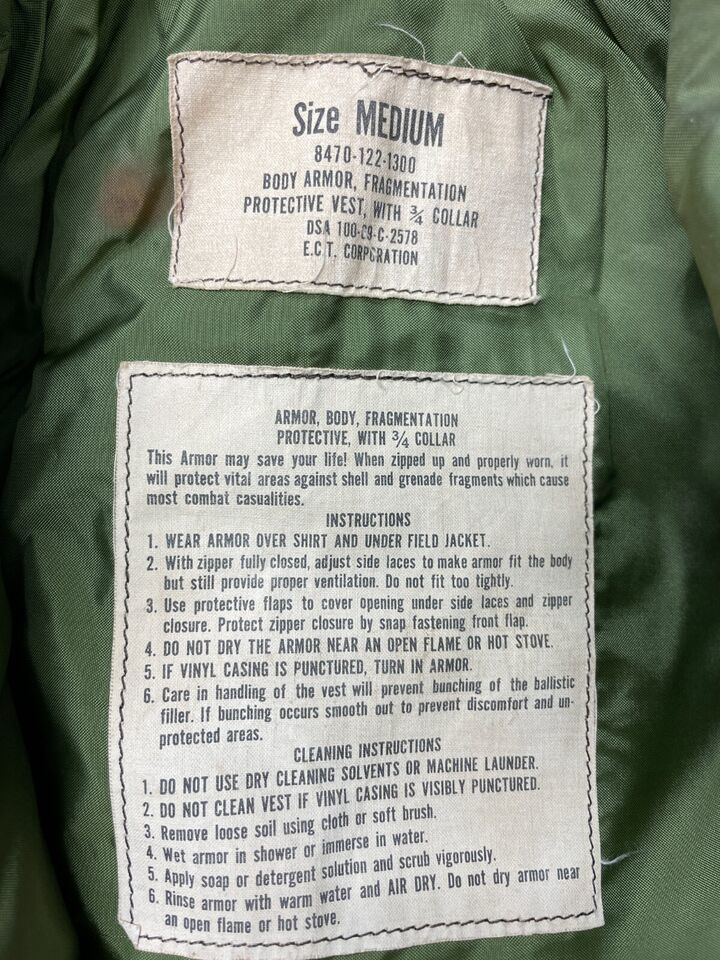 Size MEDIUM
8470-122-1300
BODY ARMOR, FRAGMENTATION
PROTECTIVE VEST, WITH ¾ COLLAR
DSA 100-69-C-2578
E.C.T. CORPORATION
ARMOR, BODY, FRAGMENTATION
PROTECTIVE, WITH ¾ COLLAR
This Armor may save your life! When zipped up and properly worn, it
will protect vital areas against shell and grenade fragments which cause
most combat casualities.
INSTRUCTIONS
1. WEAR ARMOR OVER SHIRT AND UNDER FIELD JACKET.
2. With zipper fully closed, adjust side laces to make armor fit the body
but still provide proper ventilation. Do not fit too tightly.
3. Use protective flaps to cover opening under side laces and zipper
closure. Protect zipper closure by snap fastening front flap.
4. DO NOT DRY THE ARMOR NEAR AN OPEN FLAME OR HOT STOVE.
5. IF VINYL CASING IS PUNCTURED, TURN IN ARMOR.
6. Care in handling of the vest will prevent bunching of the ballistic
filler. If bunching occurs smooth out to prevent discomfort and un-
protected areas.
CLEANING INSTRUCTIONS
1. DO NOT USE DRY CLEANING SOLVENTS OR MACHINE LAUNDER.
2. DO NOT CLEAN VEST IF VINYL CASING IS VISIBLY PUNCTURED.
3. Remove loose soil using cloth or soft brush.
4. Wet armor in shower or immerse in water.
5. Apply soap or detergent solution and scrub vigorously.
6. Rinse armor with warm water and AIR DRY. Do not dry armor near
an open flame or hot stove.